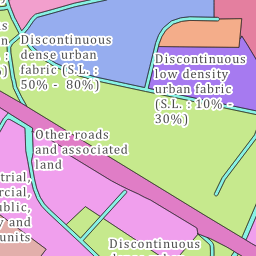 Discontinuous
dense urban
fabric (S.L. :
50% - 80%)
Discontinuous
low density
urban fabric
(S.L. : 10% -
30%)
Other roads
and associated
land
units
Discontinuous